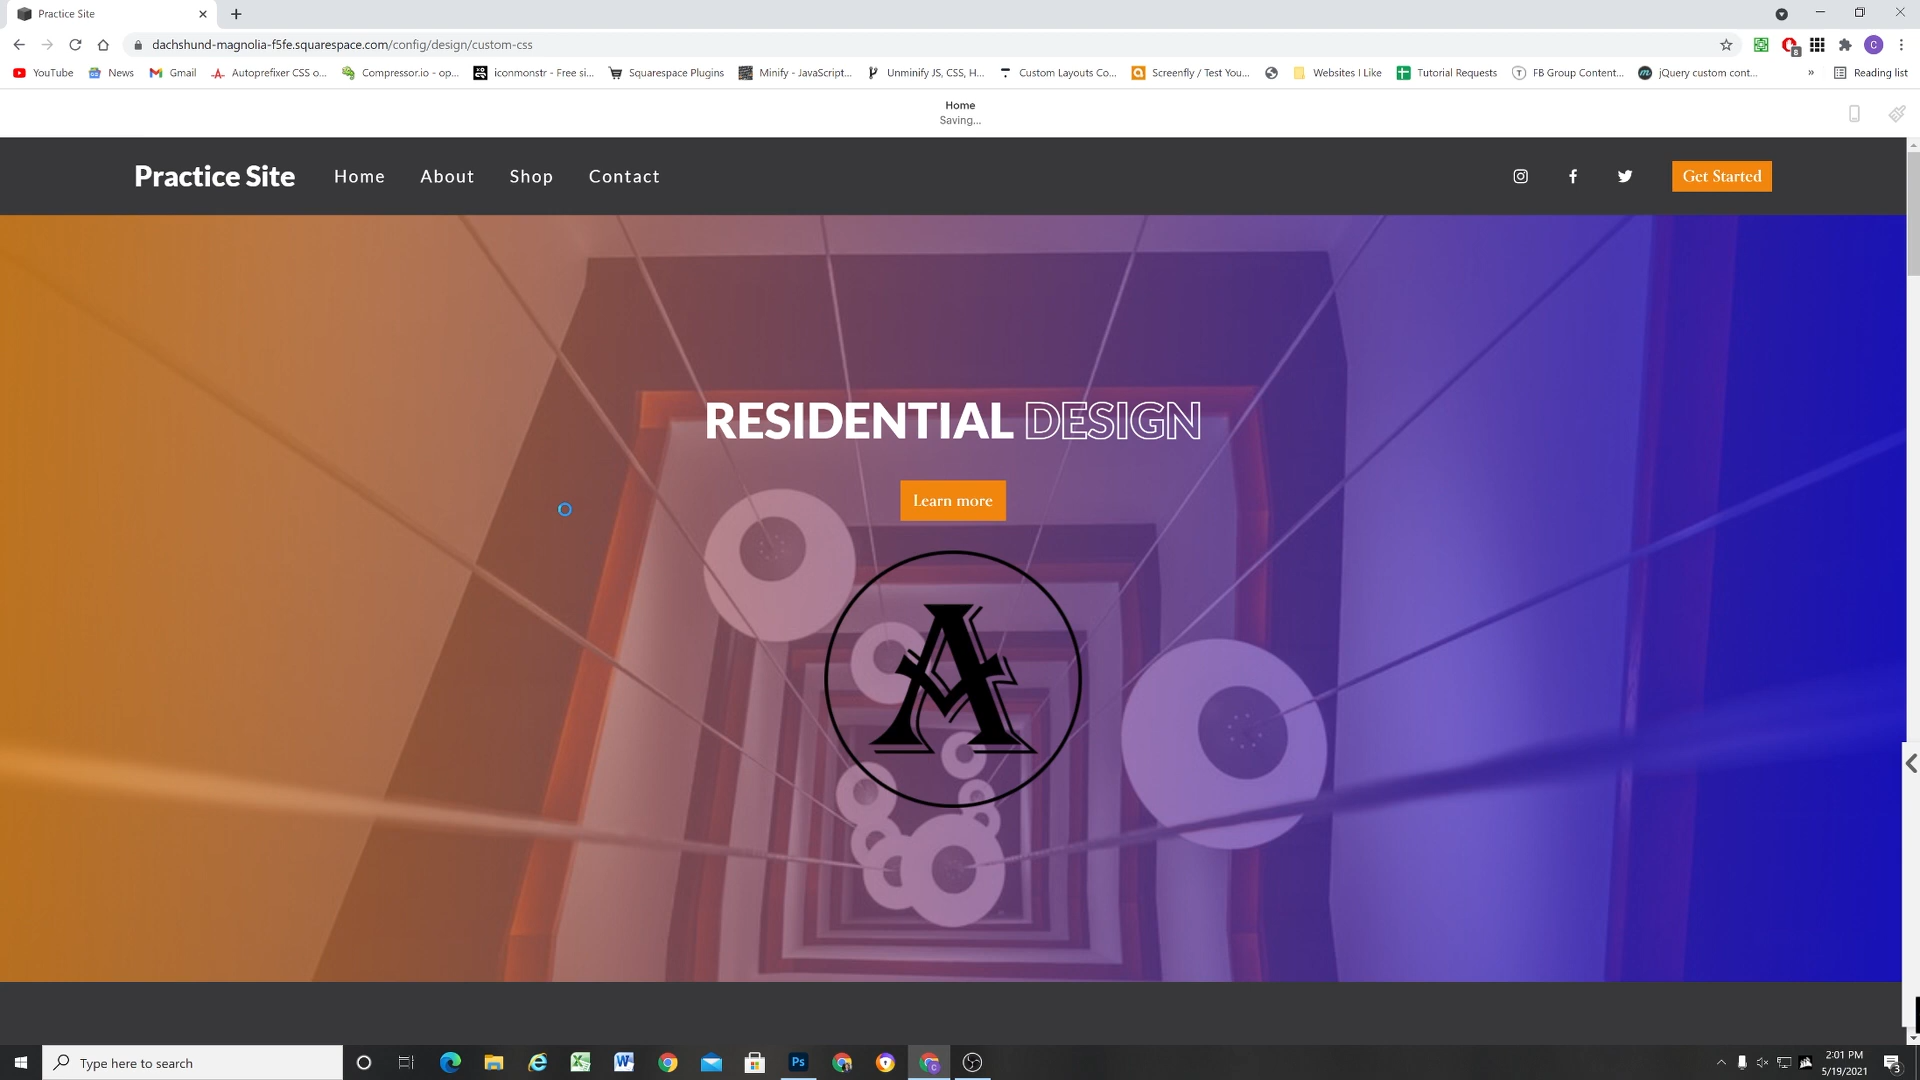 Practice Site
dachshund-magnolia-f5fe.squarespace.com/config/design/custom-css
YouTube News Gmail Autoprefixer CSS o... Compressor.io - op... iconmonstr - Free si... Squarespace Plugins Minify - JavaScript... Unminify JS, CSS, H... Custom Layouts Co... Screenfly / Test You... Websites I Like Tutorial Requests FB Group Content... jQuery custom cont... » Reading list
Home
Saving...
Practice Site Home About Shop Contact Get Started
RESIDENTIAL DESIGN
Learn more
A
Type here to search
2:01 PM
5/19/2021